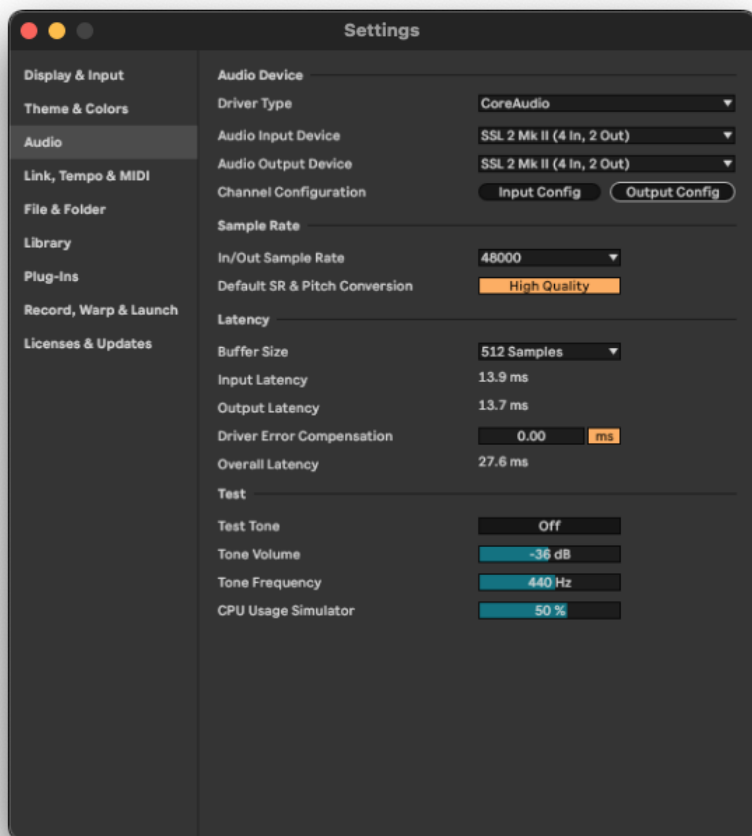 Settings
Display & Input
Theme & Colors
Audio
Link, Tempo & MIDI
File & Folder
Library
Plug-Ins
Record, Warp & Launch
Licenses & Updates
Audio Device
Driver Type CoreAudio
Audio Input Device SSL 2 Mk II (4 In, 2 Out)
Audio Output Device SSL 2 Mk II (4 In, 2 Out)
Channel Configuration Input Config Output Config
Sample Rate
In/Out Sample Rate 48000
Default SR & Pitch Conversion High Quality
Latency
Buffer Size 512 Samples
Input Latency 13.9 ms
Output Latency 13.7 ms
Driver Error Compensation 0.00 ms
Overall Latency 27.6 ms
Test
Test Tone Off
Tone Volume -36 dB
Tone Frequency 440 Hz
CPU Usage Simulator 50 %